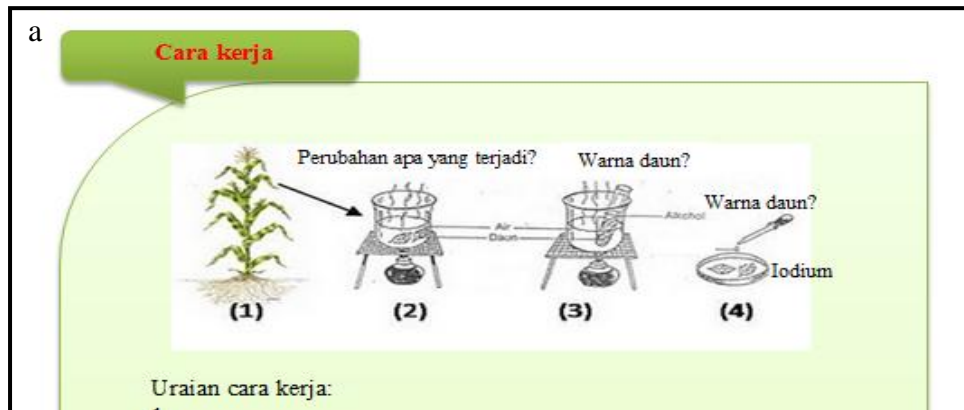 a
Cara kerja
Perubahan apa yang terjadi?
Warna daun?
Warna daun?
Alkohol
Air
Daun
Iodium
(1)
(2)
(3)
(4)
Uraian cara kerja: